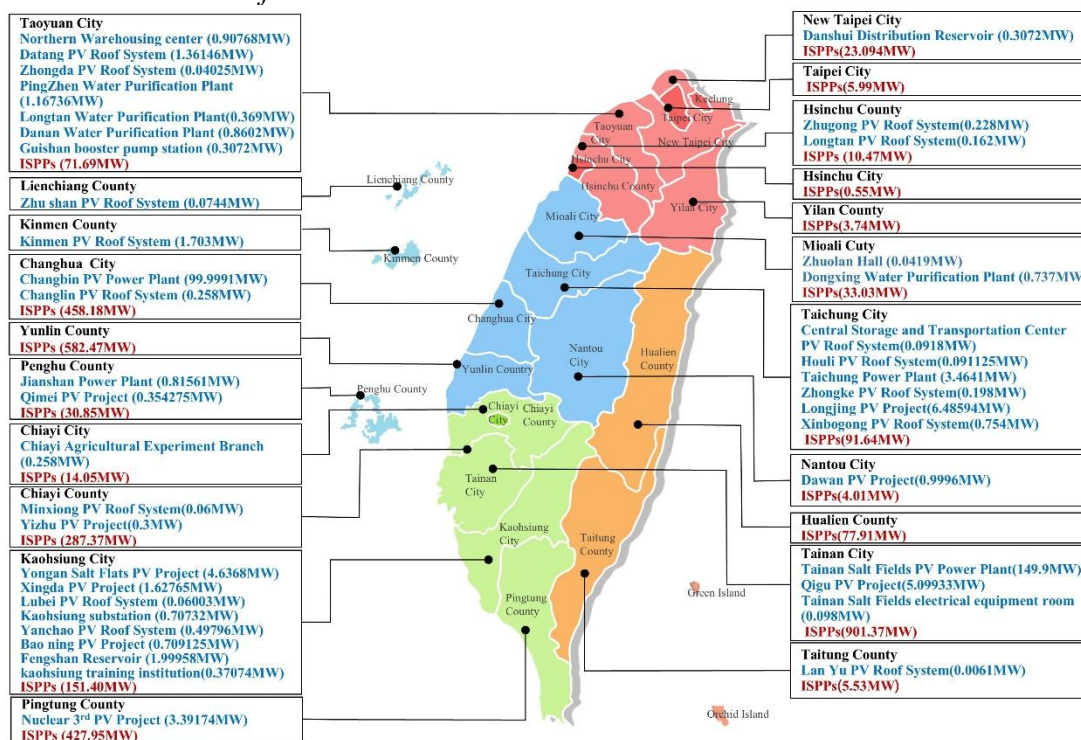 Taoyuan City
Northern Warehousing center (0.90768MW)
Datang PV Roof System (1.36146MW)
Zhongda PV Roof System (0.04025MW)
PingZhen Water Purification Plant
(1.16736MW)
Longtan Water Purification Plant(0.369MW)
Danan Water Purification Plant (0.8602MW)
Guishan booster pump station (0.3072MW)
ISPPs (71.69MW)
Lienchiang County
Zhu shan PV Roof System (0.0744MW)
Kinmen County
Kinmen PV Roof System (1.703MW)
Changhua City
Changbin PV Power Plant (99.9991MW)
Changlin PV Roof System (0.258MW)
ISPPs (458.18MW)
Yunlin County
ISPPs (582.47MW)
Penghu County
Jianshan Power Plant (0.81561MW)
Qimei PV Project (0.354275MW)
ISPPs (30.85MW)
Chiayi City
Chiayi Agricultural Experiment Branch
(0.258MW)
ISPPs (14.05MW)
Chiayi County
Minxiong PV Roof System(0.06MW)
Yizhu PV Project(0.3MW)
ISPPs (287.37MW)
Kaohsiung City
Yongan Salt Flats PV Project (4.6368MW)
Xingda PV Project (1.62765MW)
Lubei PV Roof System (0.06003MW)
Kaohsiung substation (0.70732MW)
Yanchao PV Roof System (0.49796MW)
Bao ning PV Project (0.709125MW)
Fengshan Reservoir (1.99958MW)
kaohsiung training institution(0.37074MW)
ISPPs (151.40MW)
Pingtung County
Nuclear 3rd PV Project (3.39174MW)
ISPPs (427.95MW)
Keelung
Taipei City
Taoyuan
City
New Taipei City
Hsinchu City
Hsinchu County
Yilan City
Lienchiang County
Kinmen County
Mioali City
Taichung City
Changhua City
Nantou
City
Hualien
County
Yunlin Country
Penghu County
Chiayi
City
Chiayi
County
Tainan
City
Kaohsiung
City
Taitung
County
Pingtung
County
Green Island
Orchid Island
New Taipei City
Danshui Distribution Reservoir (0.3072MW)
ISPPs(23.094MW)
Taipei City
ISPPs(5.99MW)
Hsinchu County
Zhugong PV Roof System(0.228MW)
Longtan PV Roof System(0.162MW)
ISPPs (10.47MW)
Hsinchu City
ISPPs(0.55MW)
Yilan County
ISPPs(3.74MW)
Mioali Cuty
Zhuolan Hall (0.0419MW)
Dongxing Water Purification Plant (0.737MW)
ISPPs(33.03MW)
Taichung City
Central Storage and Transportation Center
PV Roof System(0.0918MW)
Houli PV Roof System(0.091125MW)
Taichung Power Plant (3.4641MW)
Zhongke PV Roof System(0.198MW)
Longjing PV Project(6.48594MW)
Xinbogong PV Roof System(0.754MW)
ISPPs(91.64MW)
Nantou City
Dawan PV Project(0.9996MW)
ISPPs(4.01MW)
Hualien County
ISPPs(77.91MW)
Tainan City
Tainan Salt Fields PV Power Plant(149.9MW)
Qigu PV Project(5.09933MW)
Tainan Salt Fields electrical equipment room
(0.098MW)
ISPPs(901.37MW)
Taitung County
Lan Yu PV Roof System(0.0061MW)
ISPPs(5.53MW)